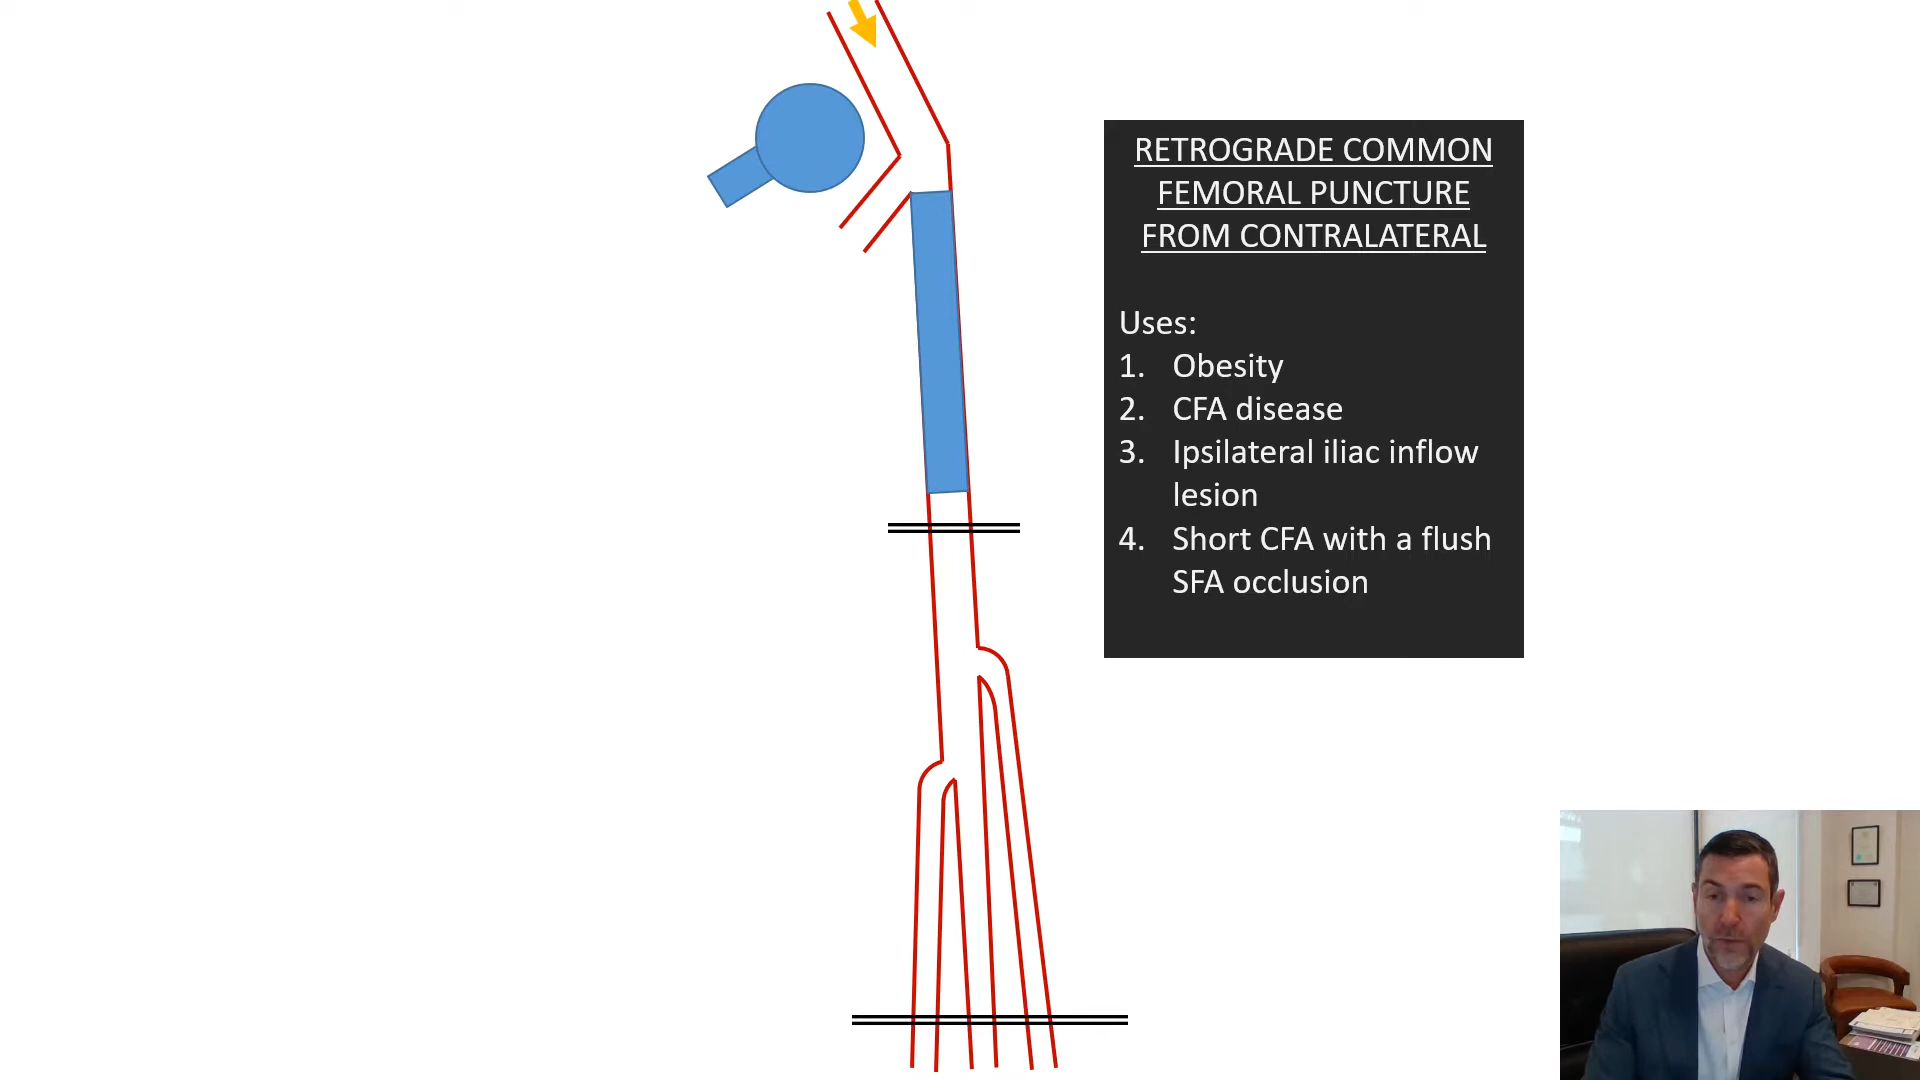 RETROGRADE COMMON
FEMORAL PUNCTURE
FROM CONTRALATERAL
Uses:
1. Obesity
2. CFA disease
3. Ipsilateral iliac inflow
lesion
4. Short CFA with a flush
SFA occlusion